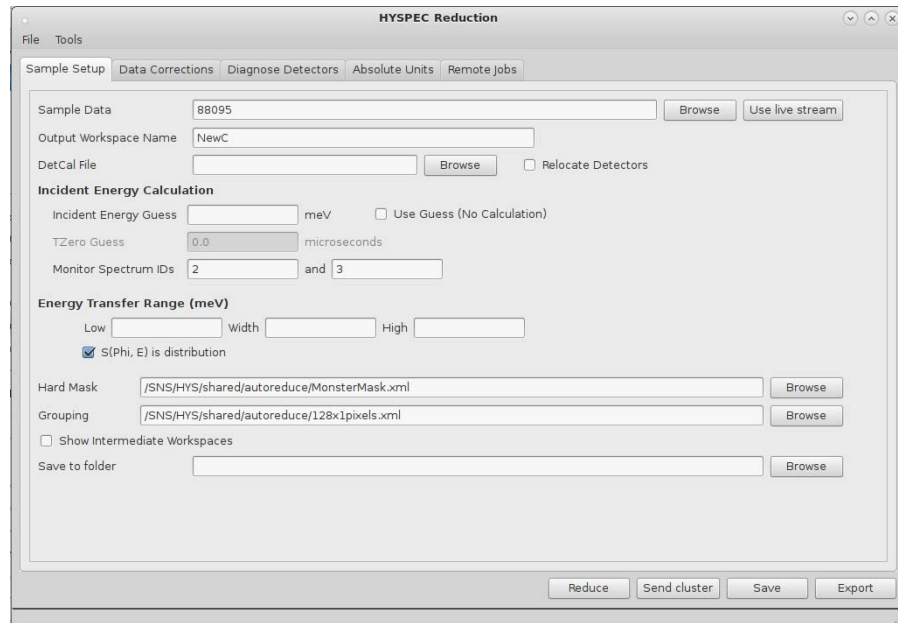 HYSPEC Reduction
File Tools
Sample Setup Data Corrections Diagnose Detectors Absolute Units Remote Jobs
Sample Data 88095 Browse Use live stream
Output Workspace Name NewC
DetCal File Browse Relocate Detectors
Incident Energy Calculation
Incident Energy Guess meV Use Guess (No Calculation)
TZero Guess 0.0 microseconds
Monitor Spectrum IDs 2 and 3
Energy Transfer Range (meV)
Low Width High
S(Phi, E) is distribution
Hard Mask /SNS/HYS/shared/autoreduce/MonsterMask.xml Browse
Grouping /SNS/HYS/shared/autoreduce/128x1pixels.xml Browse
Show Intermediate Workspaces
Save to folder Browse
Reduce Send cluster Save Export